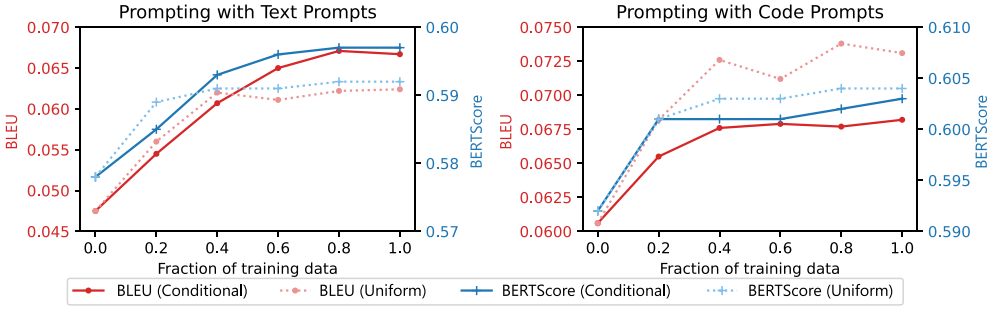 Prompting with Text Prompts
0.070
0.065
0.060
0.055
0.050
0.045
BLEU
0.60
0.59
0.58
0.57
BERTScore
0.0 0.2 0.4 0.6 0.8 1.0
Fraction of training data
Prompting with Code Prompts
0.0750
0.0725
0.0700
0.0675
0.0650
0.0625
0.0600
BLEU
0.610
0.605
0.600
0.595
0.590
BERTScore
0.0 0.2 0.4 0.6 0.8 1.0
Fraction of training data
BLEU (Conditional) BLEU (Uniform) BERTScore (Conditional) BERTScore (Uniform)